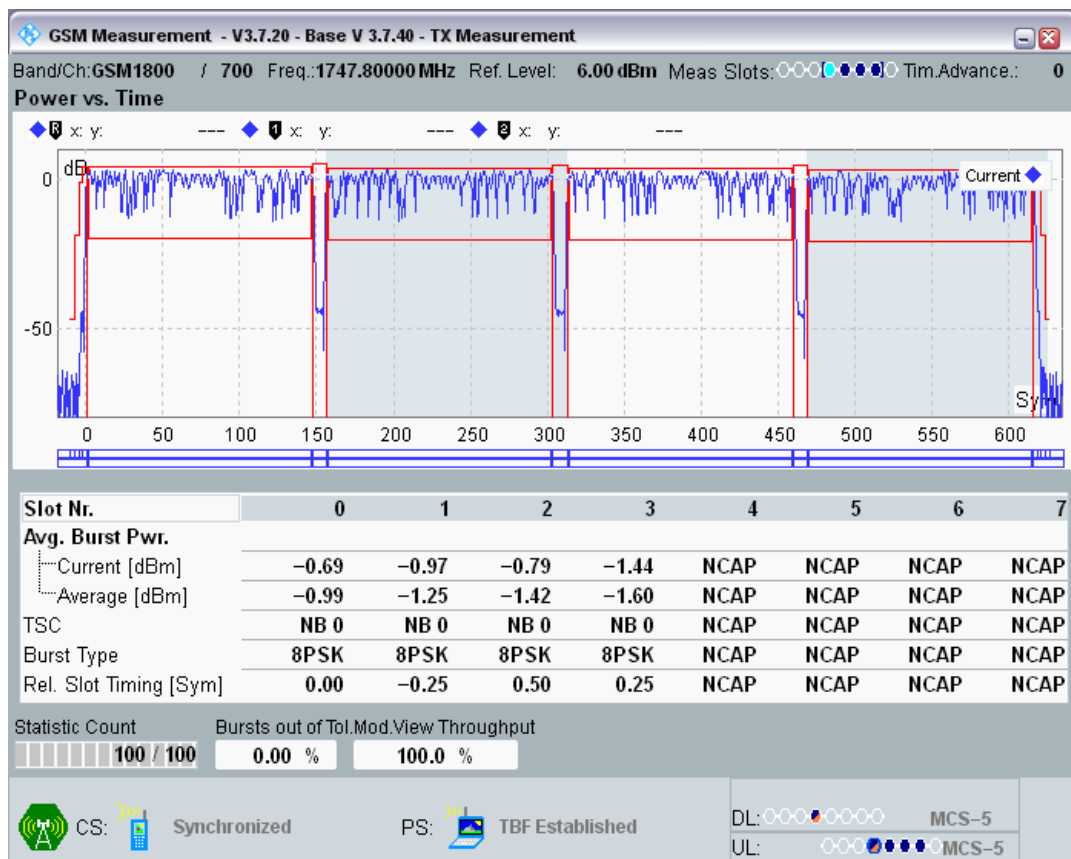 GSM Measurement - V3.7.20 - Base V 3.7.40 - TX Measurement
Band/Ch:GSM1800 / 700 Freq.:1747.80000 MHz Ref. Level: 6.00 dBm Meas Slots: Tim.Advance.: 0
Power vs. Time
R x: y: --- 1 x: y: --- 2 x: y: ---
dB
0
Current
-50
Sym
0 50 100 150 200 250 300 350 400 450 500 550 600
Slot Nr. 0 1 2 3 4 5 6 7
Avg. Burst Pwr.
Current [dBm] −0.69 −0.97 −0.79 −1.44 NCAP NCAP NCAP NCAP
Average [dBm] −0.99 −1.25 −1.42 −1.60 NCAP NCAP NCAP NCAP
TSC NB 0 NB 0 NB 0 NB 0 NCAP NCAP NCAP NCAP
Burst Type 8PSK 8PSK 8PSK 8PSK NCAP NCAP NCAP NCAP
Rel. Slot Timing [Sym] 0.00 −0.25 0.50 0.25 NCAP NCAP NCAP NCAP
Statistic Count Bursts out of Tol.Mod.View Throughput
100 / 100 0.00 % 100.0 %
CS: Synchronized PS: TBF Established
DL: MCS−5
UL: MCS−5